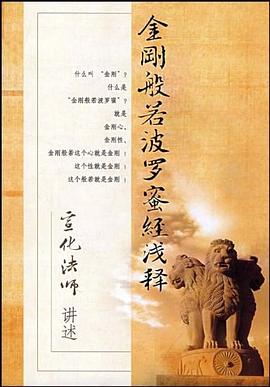 金剛般若波罗蜜經浅释
什么叫“金刚”？
什么是
“金刚般若波罗蜜”？
就是
金刚心、
金刚性、
金刚般若这个心就是金刚！
这个性就是金刚！
这个般若就是金刚！
宣化法师
讲述